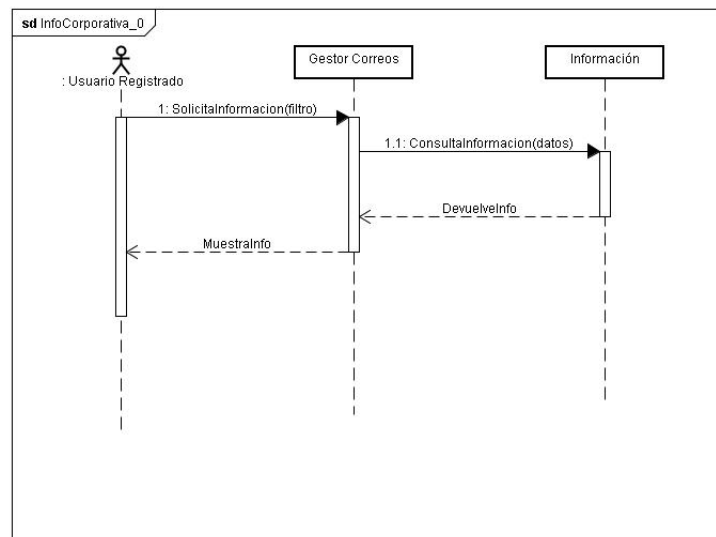 sd InfoCorporativa_0
: Usuario Registrado
Gestor Correos
Información
1: SolicitaInformacion(filtro)
1.1: ConsultaInformacion(datos)
DevuelveInfo
MuestraInfo